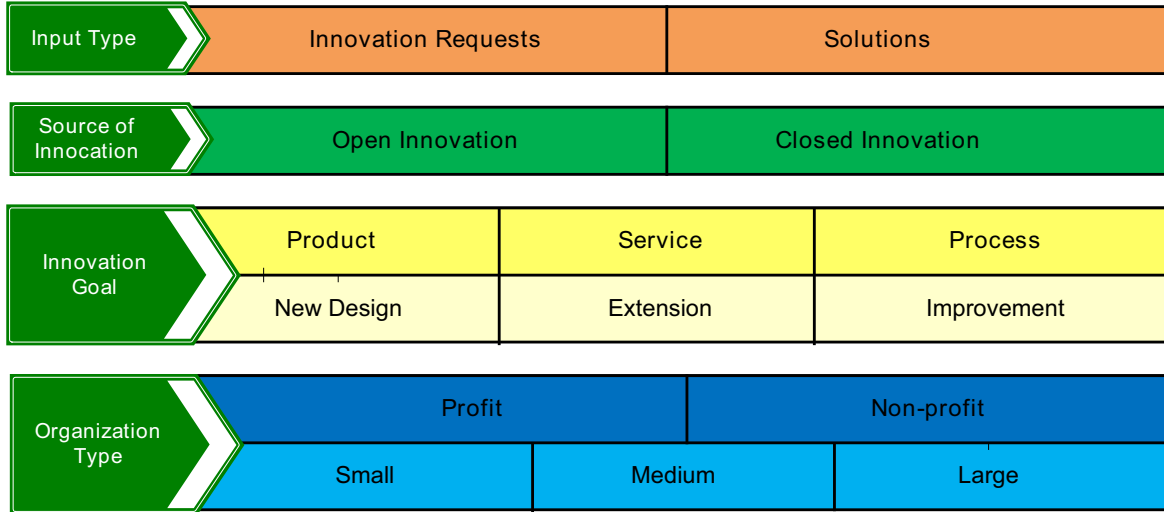 Input Type
Innovation Requests
Solutions
Source of
Innocation
Open Innovation
Closed Innovation
Innovation
Goal
Product
Service
Process
New Design
Extension
Improvement
Organization
Type
Profit
Non-profit
Small
Medium
Large